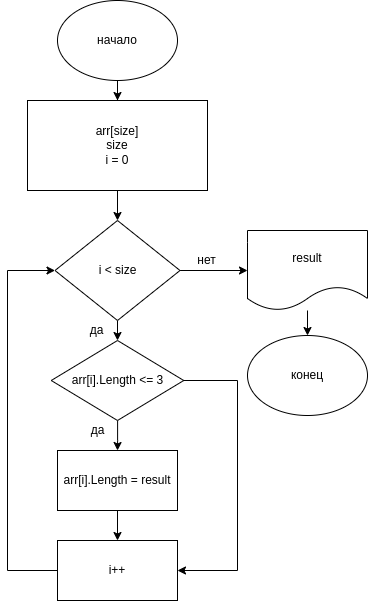 начало
arr[size]
size
i = 0
i < size
нет
result
да
конец
arr[i].Length <= 3
да
arr[i].Length = result
i++